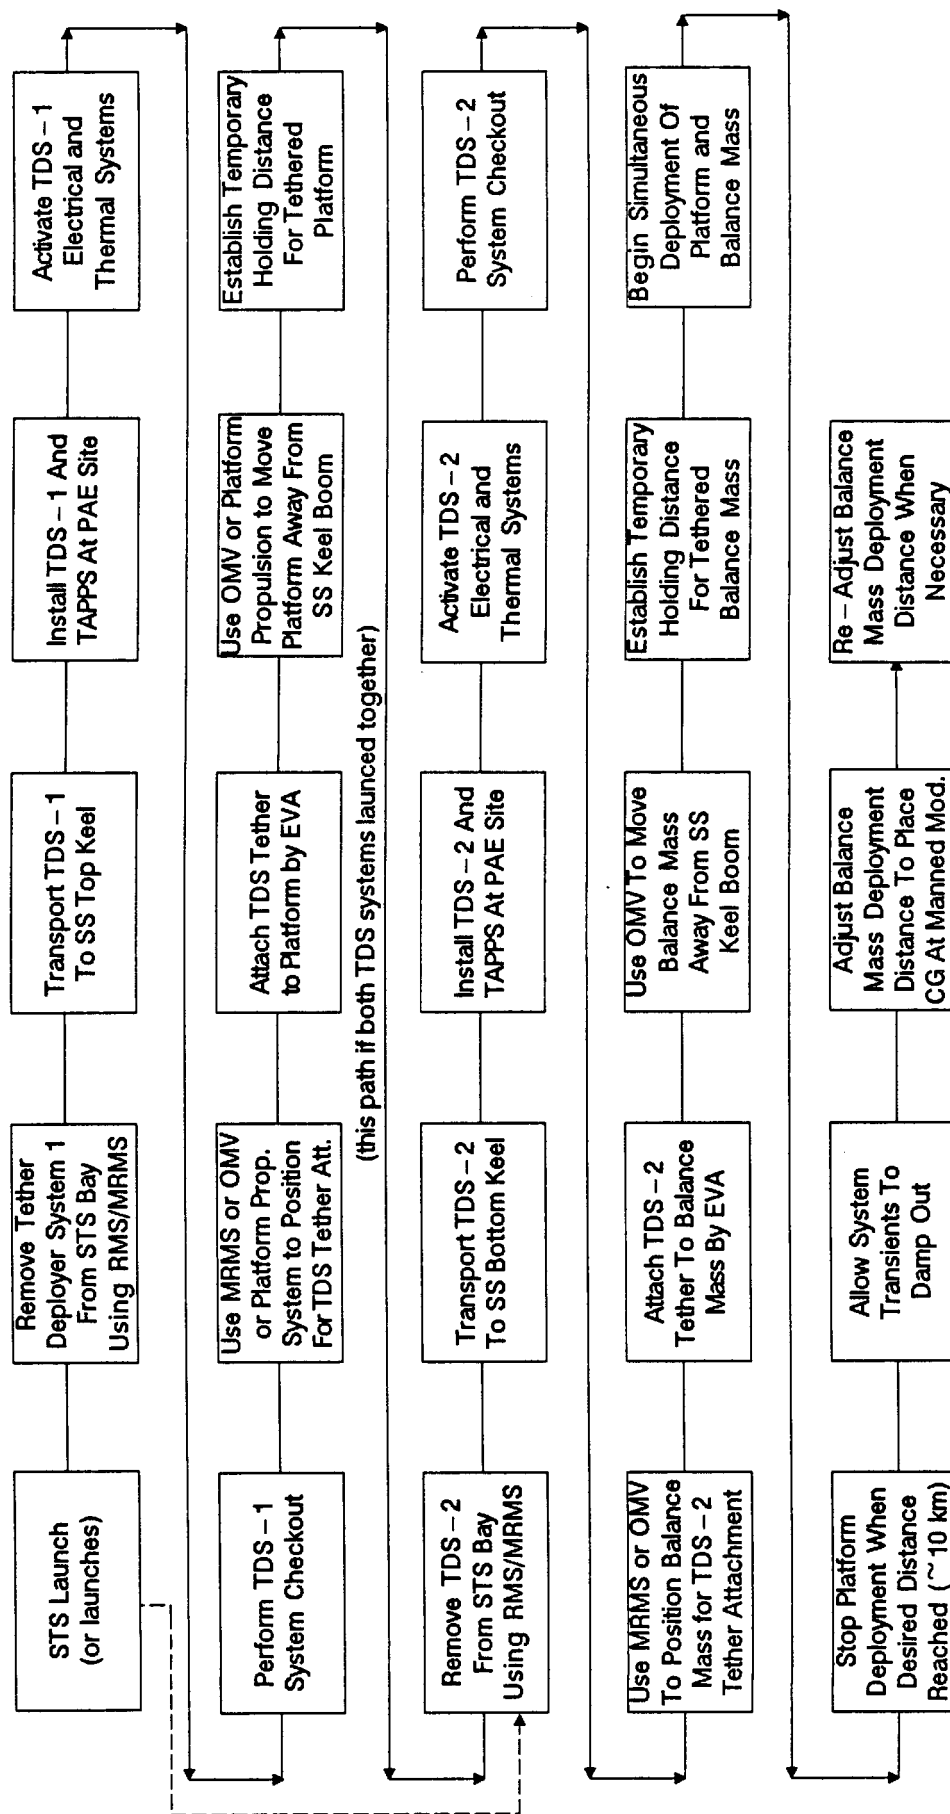 STS Launch
(or launches)
Remove Tether
Deployer System 1
From STS Bay
Using RMS/MRMS
Transport TDS – 1
To SS Top Keel
Install TDS – 1 And
TAPPS At PAE Site
Activate TDS – 1
Electrical and
Thermal Systems
Perform TDS – 1
System Checkout
Use MRMS or OMV
or Platform Prop.
System to Position
For TDS Tether Att.
Attach TDS Tether
to Platform by EVA
Use OMV or Platform
Propulsion to Move
Platform Away From
SS Keel Boom
Establish Temporary
Holding Distance
For Tethered
Platform
(this path if both TDS systems launced together)
Remove TDS – 2
From STS Bay
Using RMS/MRMS
Transport TDS – 2
To SS Bottom Keel
Install TDS – 2 And
TAPPS At PAE Site
Activate TDS – 2
Electrical and
Thermal Systems
Perform TDS – 2
System Checkout
Use MRMS or OMV
To Position Balance
Mass for TDS – 2
Tether Attachment
Attach TDS – 2
Tether To Balance
Mass By EVA
Use OMV To Move
Balance Mass
Away From SS
Keel Boom
Establish Temporary
Holding Distance
For Tethered
Balance Mass
Begin Simultaneous
Deployment Of
Platform and
Balance Mass
Stop Platform
Deployment When
Desired Distance
Reached (~ 10 km)
Allow System
Transients To
Damp Out
Adjust Balance
Mass Deployment
Distance To Place
CG At Manned Mod.
Re – Adjust Balance
Mass Deployment
Distance When
Necessary